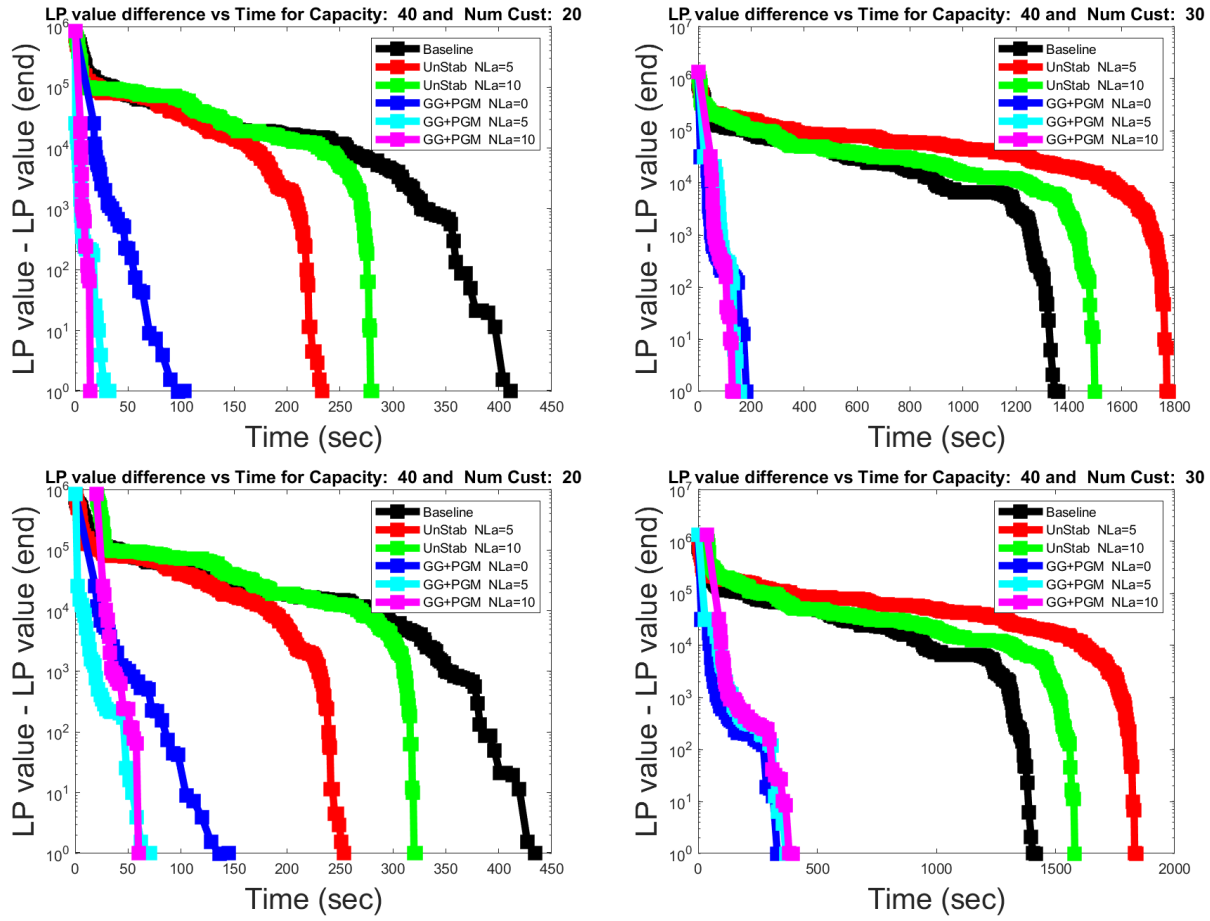 LP value difference vs Time for Capacity: 40 and Num Cust: 20
LP value - LP value (end)
10^6
10^5
10^4
10^3
10^2
10^1
10^0
0 50 100 150 200 250 300 350 400 450
Time (sec)
Baseline
UnStab NLa=5
UnStab NLa=10
GG+PGM NLa=0
GG+PGM NLa=5
GG+PGM NLa=10
LP value difference vs Time for Capacity: 40 and Num Cust: 30
LP value - LP value (end)
10^7
10^6
10^5
10^4
10^3
10^2
10^1
10^0
0 200 400 600 800 1000 1200 1400 1600 1800
Time (sec)
Baseline
UnStab NLa=5
UnStab NLa=10
GG+PGM NLa=0
GG+PGM NLa=5
GG+PGM NLa=10
LP value difference vs Time for Capacity: 40 and Num Cust: 20
LP value - LP value (end)
10^6
10^5
10^4
10^3
10^2
10^1
10^0
0 50 100 150 200 250 300 350 400 450
Time (sec)
Baseline
UnStab NLa=5
UnStab NLa=10
GG+PGM NLa=0
GG+PGM NLa=5
GG+PGM NLa=10
LP value difference vs Time for Capacity: 40 and Num Cust: 30
LP value - LP value (end)
10^7
10^6
10^5
10^4
10^3
10^2
10^1
10^0
0 500 1000 1500 2000
Time (sec)
Baseline
UnStab NLa=5
UnStab NLa=10
GG+PGM NLa=0
GG+PGM NLa=5
GG+PGM NLa=10